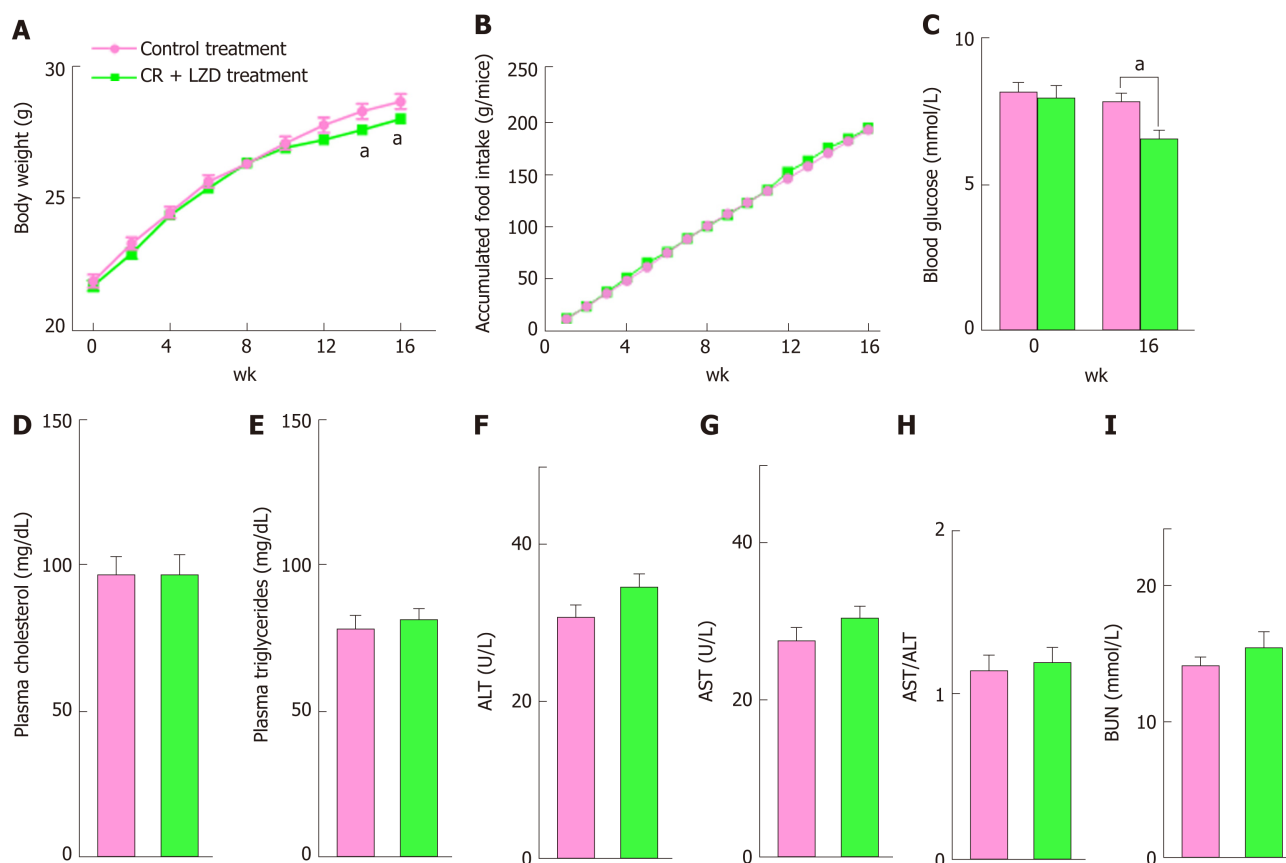 A
Control treatment
CR + LZD treatment
Body weight (g)
30
25
20
0 4 8 12 16
wk
a a
B
Accumulated food intake (g/mice)
250
200
150
100
50
0
0 4 8 12 16
wk
C
Blood glucose (mmol/L)
10
5
0
a
0 16
wk
D
Plasma cholesterol (mg/dL)
150
100
50
0
E
Plasma triglycerides (mg/dL)
150
100
50
0
F
ALT (U/L)
40
20
0
G
AST (U/L)
40
20
0
H
AST/ALT
2
1
0
I
BUN (mmol/L)
20
10
0